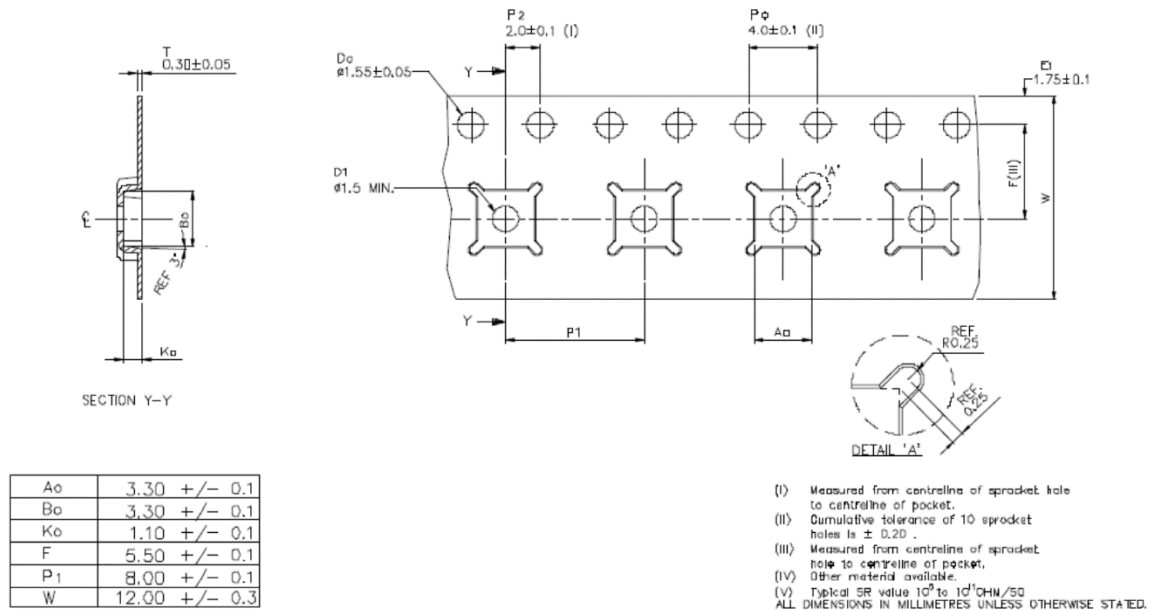 P2
2.0±0.1 (I)
Po
4.0±0.1 (II)
T
0.30±0.05
Do
ø1.55±0.05
Y
E1
1.75±0.1
D1
ø1.5 MIN.
'A'
F(III)
W
℄
Bo
REF 3°
Ko
Y
P1
Ao
SECTION Y-Y
REF.
R0.25
REF.
0.25
DETAIL 'A'
Ao 3.30 +/- 0.1
Bo 3.30 +/- 0.1
Ko 1.10 +/- 0.1
F 5.50 +/- 0.1
P1 8.00 +/- 0.1
W 12.00 +/- 0.3
(I) Measured from centreline of sprocket hole
to centreline of pocket.
(II) Cumulative tolerance of 10 sprocket
holes is ± 0.20 .
(III) Measured from centreline of sprocket
hole to centreline of pocket.
(IV) Other material available.
(V) Typical SR value to OHM/SQ
ALL DIMENSIONS IN MILLIMETRES UNLESS OTHERWISE STATED.